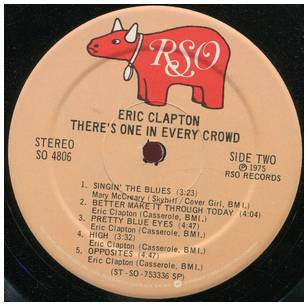 RSO
ERIC CLAPTON
THERE'S ONE IN EVERY CROWD
STEREO
SO 4806
SIDE TWO
℗1975
RSO RECORDS
1. SINGIN' THE BLUES (3:23)
Mary McCreary (Skyhill/Cover Girl, BMI.)
2. BETTER MAKE IT THROUGH TODAY (4:04)
Eric Clapton (Casserole, BMI.)
3. PRETTY BLUE EYES (4:47)
Eric Clapton (Casserole, BMI.)
4. HIGH (3:32)
Eric Clapton (Casserole, BMI.)
5. OPPOSITES (4:47)
Eric Clapton (Casserole, BMI.)
(ST-SO-753336 SP)